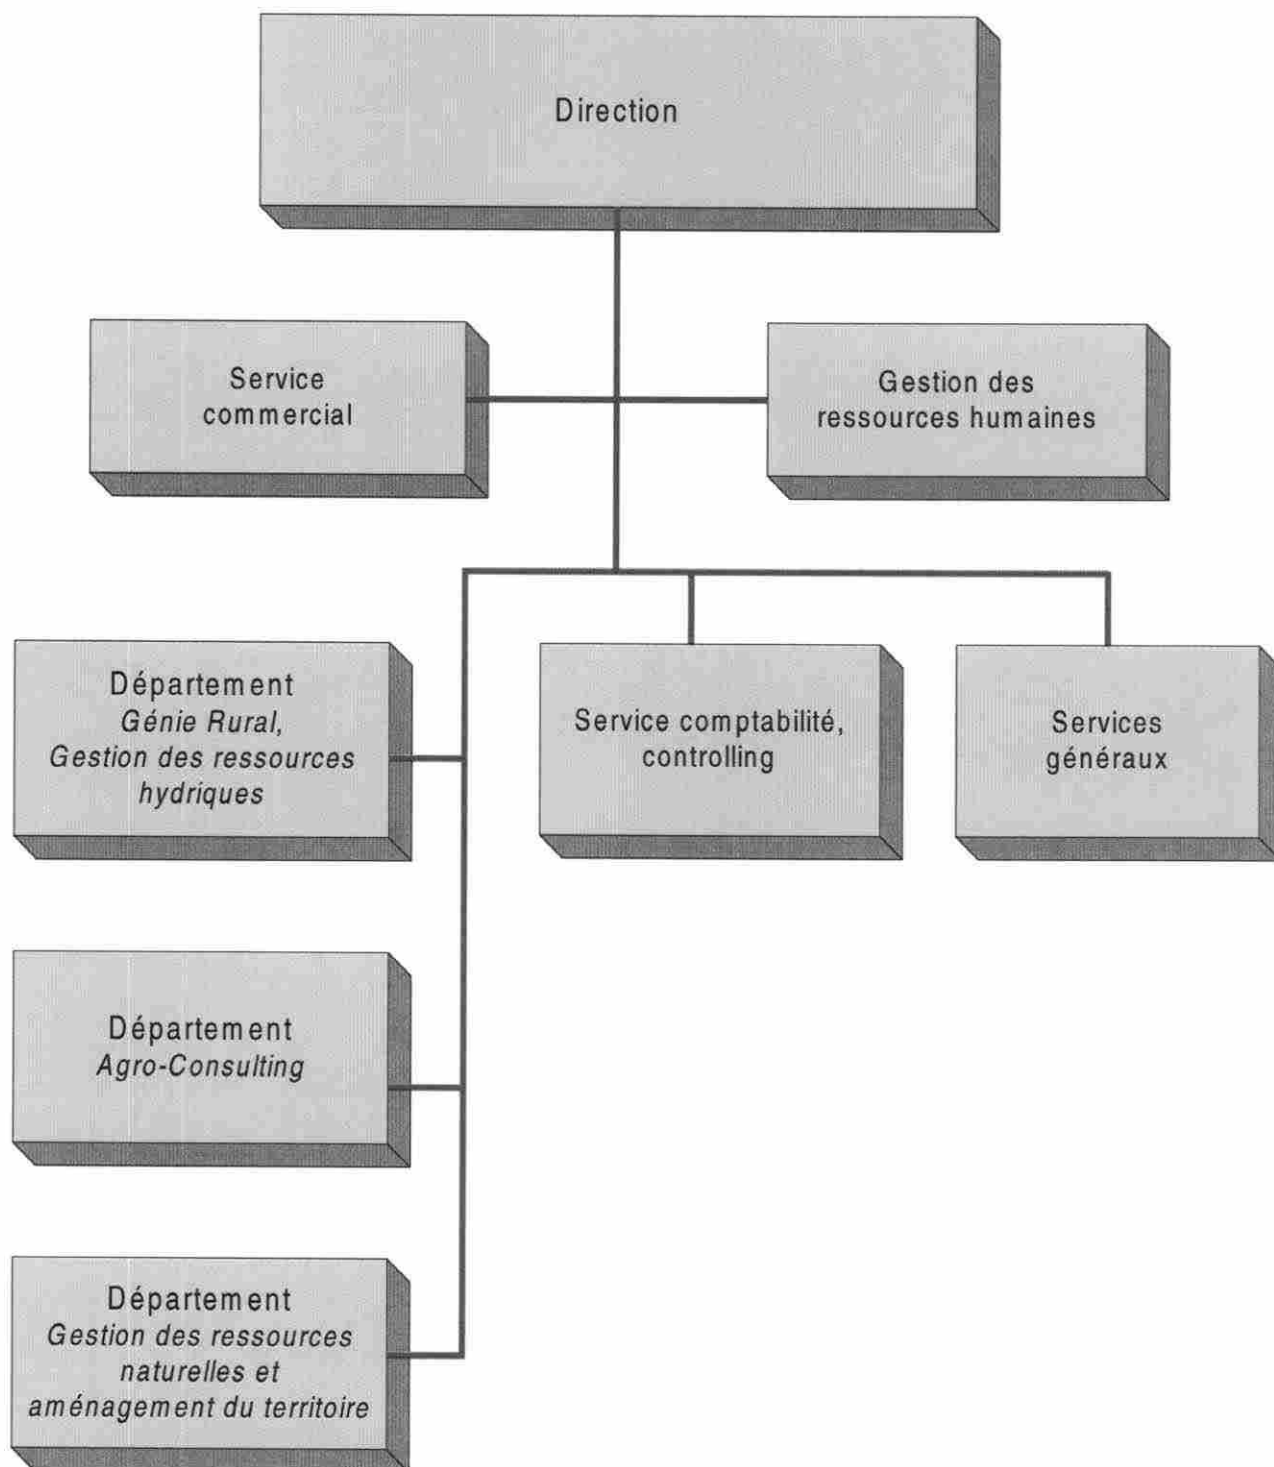 Direction
Service
commercial
Gestion des
ressources humaines
Département
Génie Rural,
Gestion des ressources
hydriques
Service comptabilité,
controlling
Services
généraux
Département
Agro-Consulting
Département
Gestion des ressources
naturelles et
aménagement du territoire